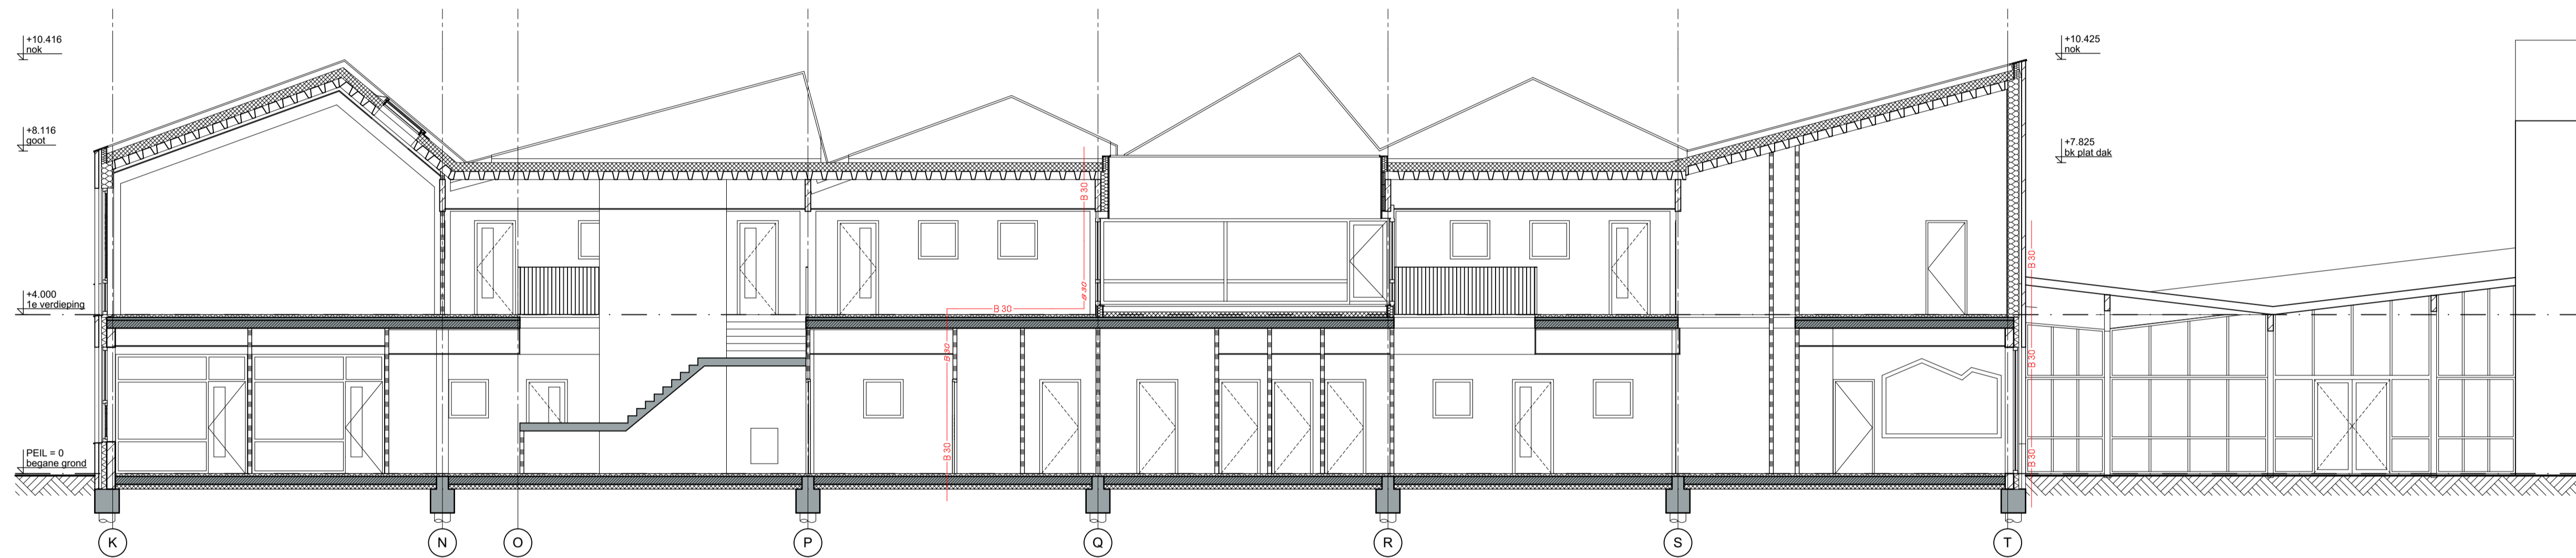 +10.416
nok
+8.116
goot
+4.000
1e verdieping
PEIL = 0
begane grond
B 30
B 30
B 30
B 30
B 30
+10.425
nok
+7.825
bk plat dak
B 30
B 30
B 30
K
N
O
P
Q
R
S
T